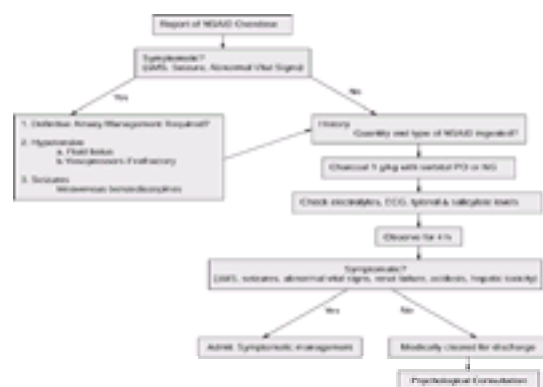 Report of NSAID Overdose
Symptomatic?
(AMS, Seizure, Abnormal Vital Signs)
Yes
No
1. Definitive Airway Management Required?
2. Hypotension
a. Fluid bolus
b. Vasopressors if refractory
3. Seizures
Intravenous benzodiazepines
History
Quantity and type of NSAID ingested?
Charcoal 1 g/kg with sorbitol PO or NG
Check electrolytes, ECG, tylenol & salicylate levels
Observe for 4 h
Symptomatic?
(AMS, seizures, abnormal vital signs, renal failure, acidosis, hepatic toxicity)
Yes
No
Admit. Symptomatic management
Medically cleared for discharge
Psychological Consultation